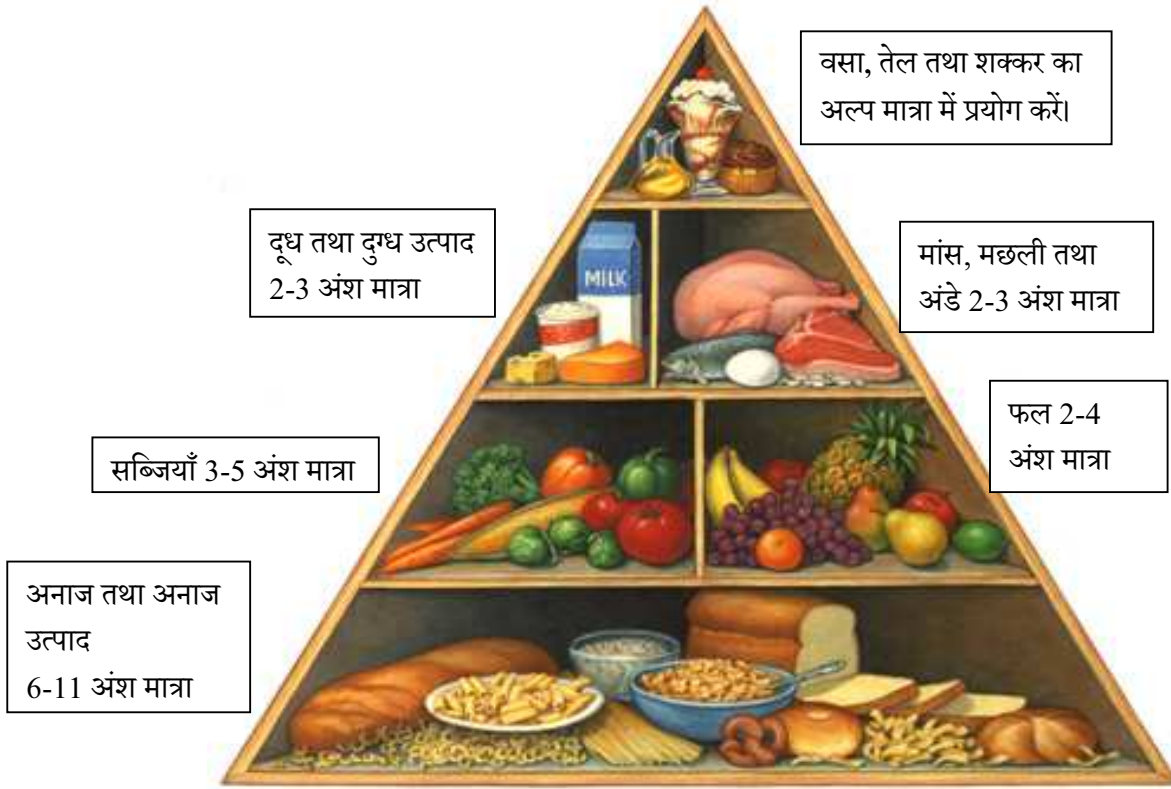 वसा, तेल तथा शक्कर का
अल्प मात्रा में प्रयोग करें।
दूध तथा दुग्ध उत्पाद
2-3 अंश मात्रा
MILK
मांस, मछली तथा
अंडे 2-3 अंश मात्रा
सब्जियाँ 3-5 अंश मात्रा
फल 2-4
अंश मात्रा
अनाज तथा अनाज
उत्पाद
6-11 अंश मात्रा